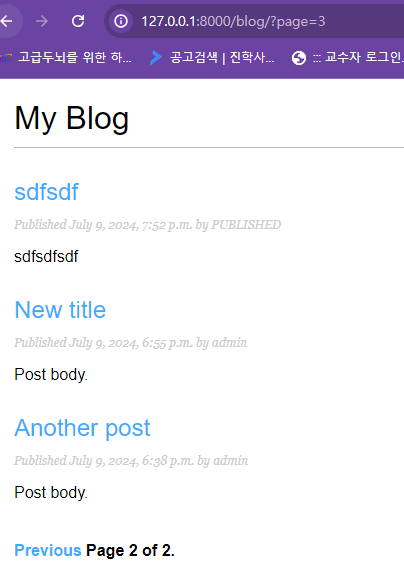 127.0.0.1:8000/blog/?page=3
고급두뇌를 위한 하... 공고검색 | 진학사... ::: 교수자 로그인.
My Blog
sdfsdf
Published July 9, 2024, 7:52 p.m. by PUBLISHED
sdfsdfsdf
New title
Published July 9, 2024, 6:55 p.m. by admin
Post body.
Another post
Published July 9, 2024, 6:38 p.m. by admin
Post body.
Previous Page 2 of 2.